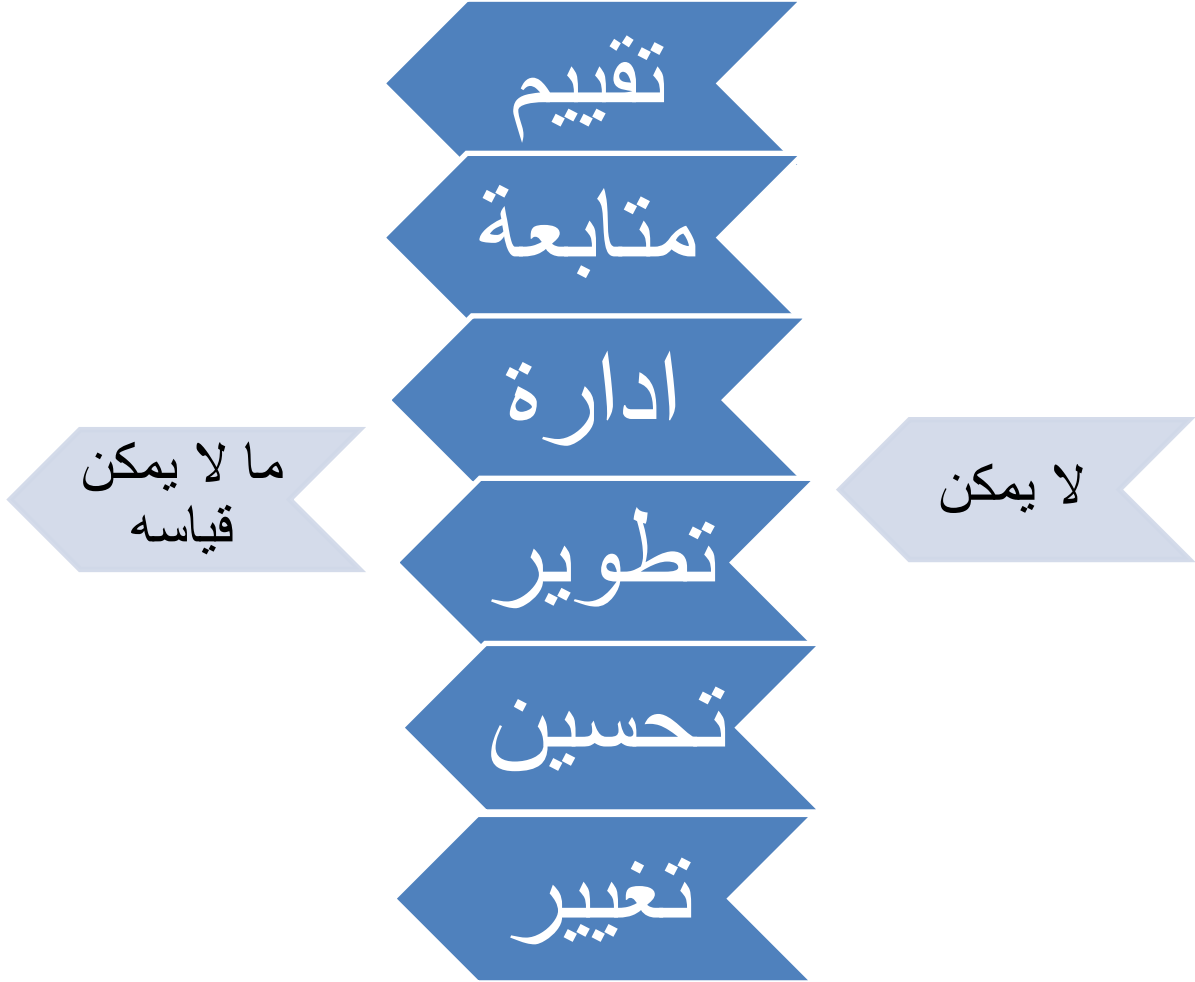 لا يمكن
تقييم
متابعة
ادارة
تطوير
تحسين
تغيير
ما لا يمكن
قياسه